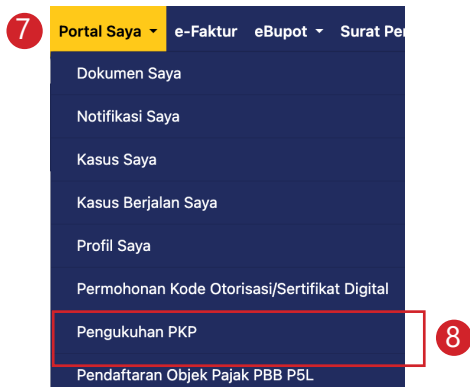 7 Portal Saya e-Faktur eBupot Surat
Dokumen Saya
Notifikasi Saya
Kasus Saya
Kasus Berjalan Saya
Profil Saya
Permohonan Kode Otorisasi/Sertifikat Digital
Pengukuhan PKP 8
Pendaftaran Objek Pajak PBB P5L